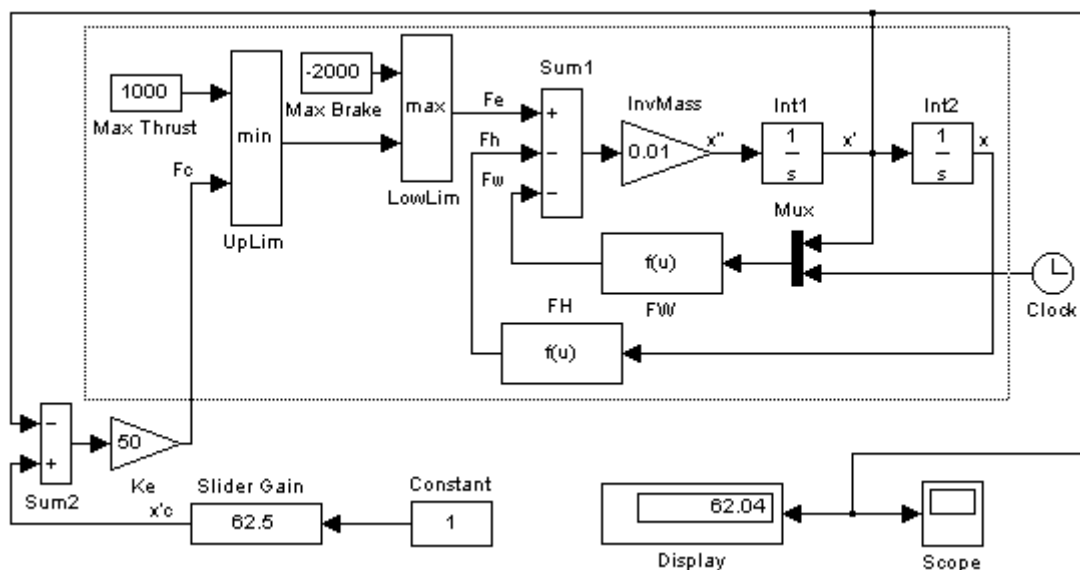 1000
Max Thrust
Fc
min
UpLim
-2000
Max Brake
max
LowLim
Fe
Fh
Fw
Sum1
+
−
−
InvMass
0.01
x''
Int1
1
s
x'
Int2
1
s
x
Mux
f(u)
FW
FH
f(u)
Clock
−
+
Sum2
50
Ke
x'c
Slider Gain
62.5
Constant
1
62.04
Display
Scope